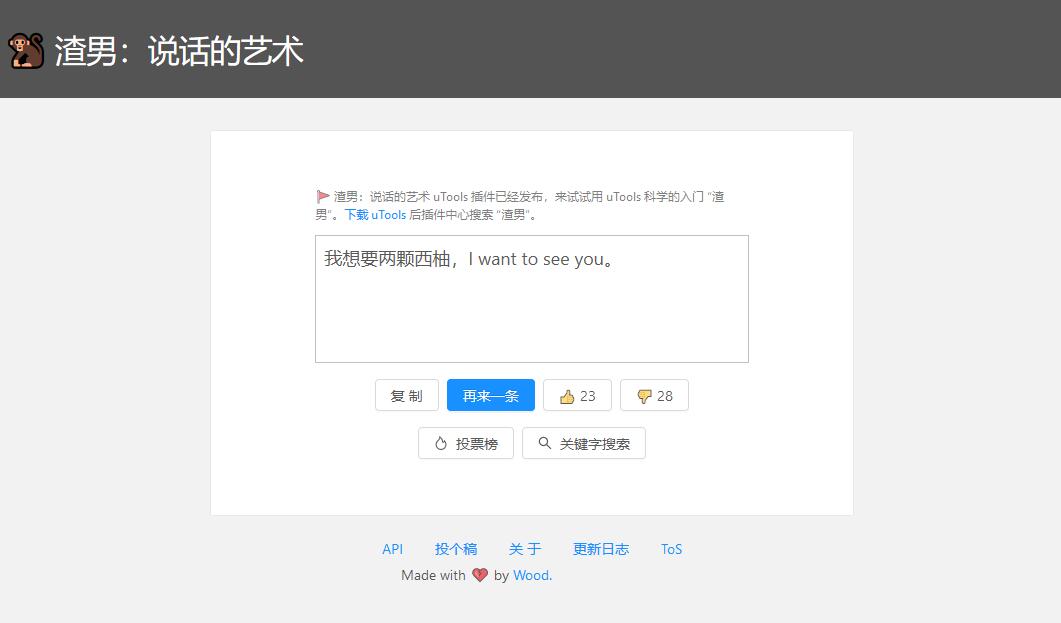 渣男：说话的艺术
渣男：说话的艺术 uTools 插件已经发布，来试试用 uTools 科学的入门 “渣
男”。下载 uTools 后插件中心搜索 “渣男”。
我想要两颗西柚，I want to see you。
复 制 再来一条 23 28
投票榜 关键字搜索
API 投个稿 关 于 更新日志 ToS
Made with 💔 by Wood.